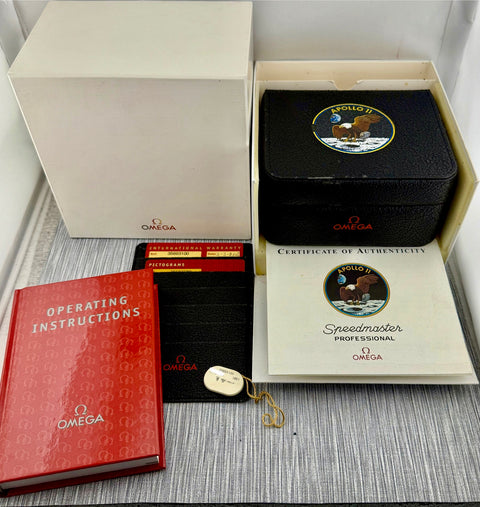 OMEGA
APOLLO 11
OMEGA
INTERNATIONAL WARRANTY
PICTOGRAMS
OMEGA
CERTIFICATE OF AUTHENTICITY
APOLLO 11
Speedmaster
PROFESSIONAL
OMEGA
OPERATING
INSTRUCTIONS
OMEGA